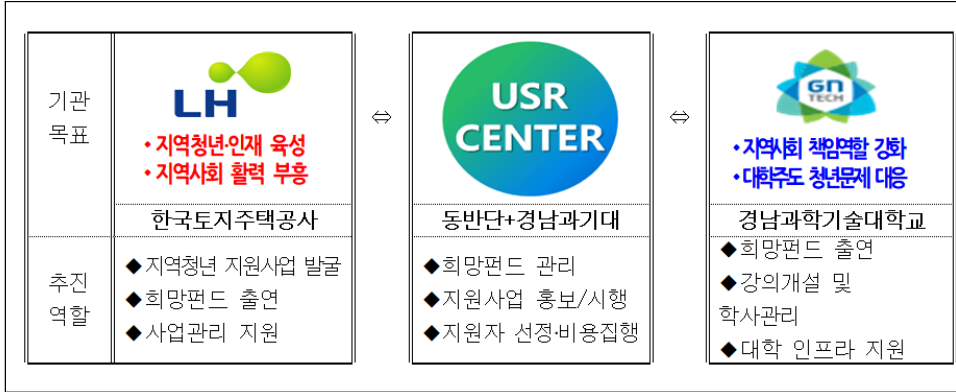 기관
목표
LH
• 지역청년·인재 육성
• 지역사회 활력 부흥
한국토지주택공사
⇔
USR
CENTER
동반단+경남과기대
⇔
GN
TECH
• 지역사회 책임역할 강화
• 대학주도 청년문제 대응
경남과학기술대학교
추진
역할
◆지역청년 지원사업 발굴
◆희망펀드 출연
◆사업관리 지원
◆희망펀드 관리
◆지원사업 홍보/시행
◆지원자 선정·비용집행
◆희망펀드 출연
◆강의개설 및
학사관리
◆대학 인프라 지원